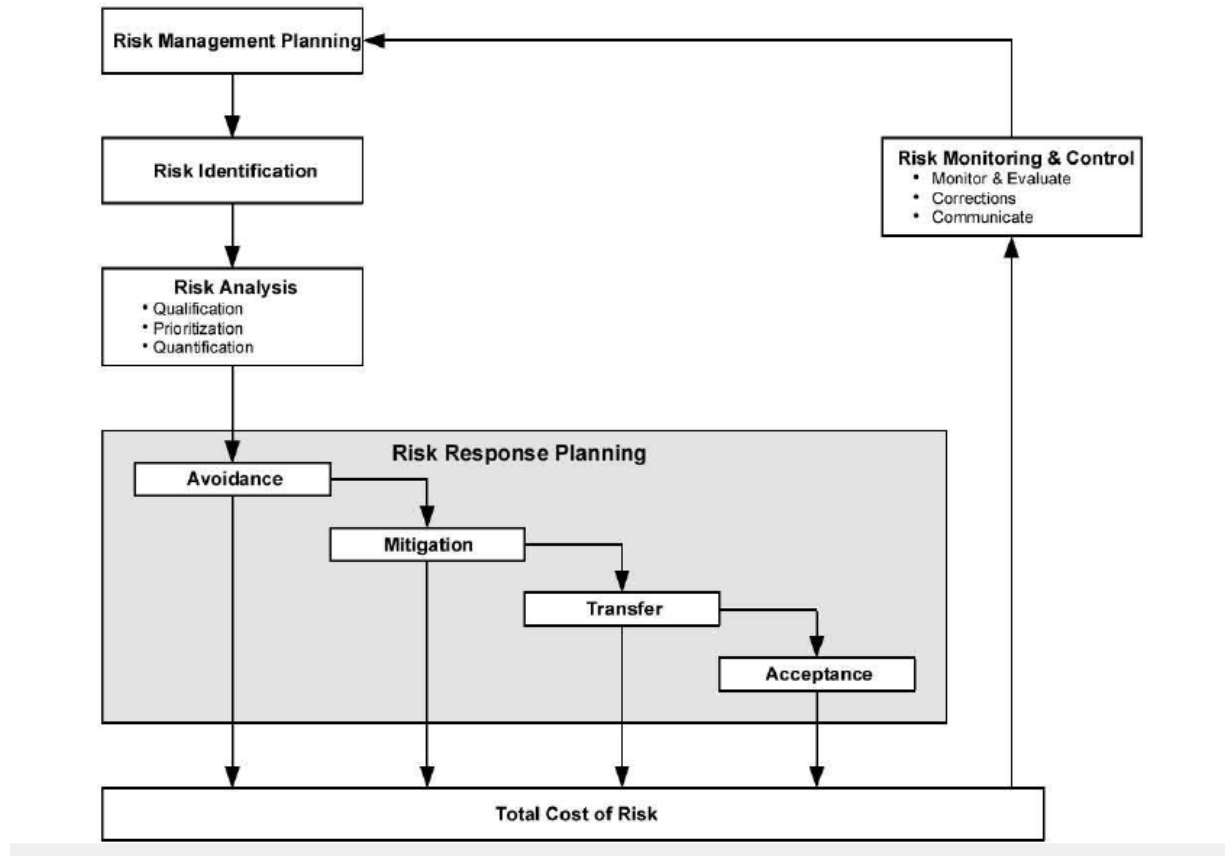 Risk Management Planning
Risk Identification
Risk Monitoring & Control
• Monitor & Evaluate
• Corrections
• Communicate
Risk Analysis
• Qualification
• Prioritization
• Quantification
Risk Response Planning
Avoidance
Mitigation
Transfer
Acceptance
Total Cost of Risk